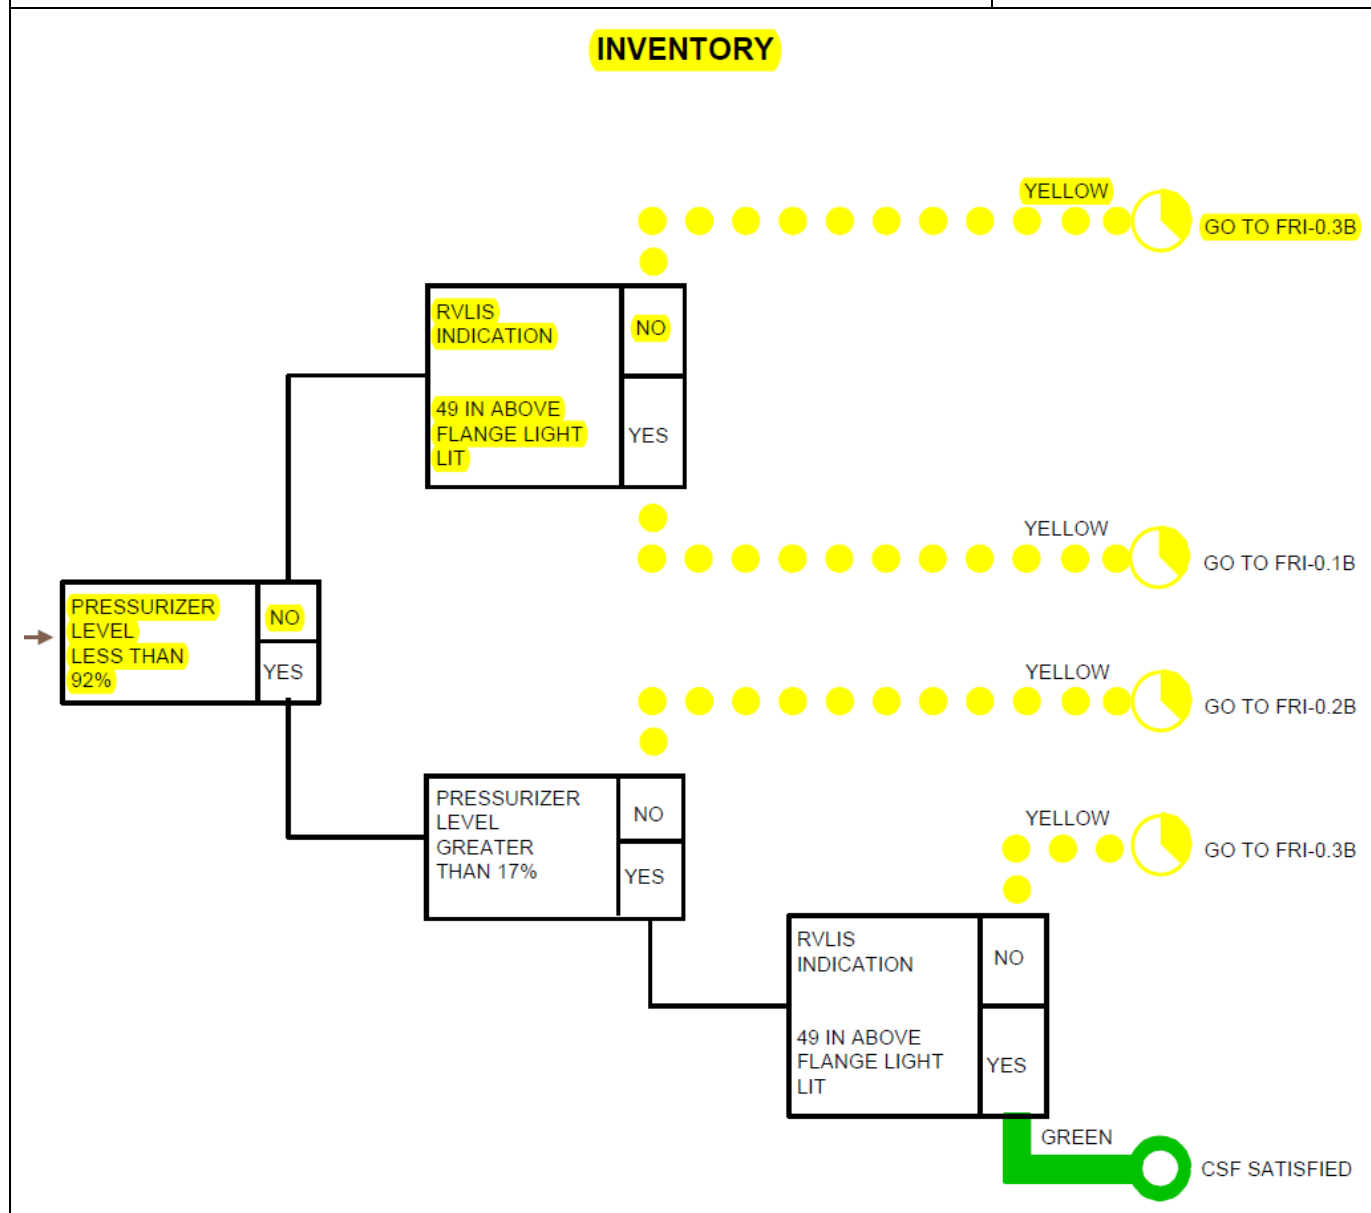 INVENTORY
YELLOW
GO TO FRI-0.3B
RVLIS
INDICATION
NO
49 IN ABOVE
FLANGE LIGHT
LIT
YES
YELLOW
GO TO FRI-0.1B
PRESSURIZER
LEVEL
LESS THAN
92%
NO
YES
YELLOW
GO TO FRI-0.2B
PRESSURIZER
LEVEL
GREATER
THAN 17%
NO
YES
YELLOW
GO TO FRI-0.3B
RVLIS
INDICATION
NO
49 IN ABOVE
FLANGE LIGHT
LIT
YES
GREEN
CSF SATISFIED